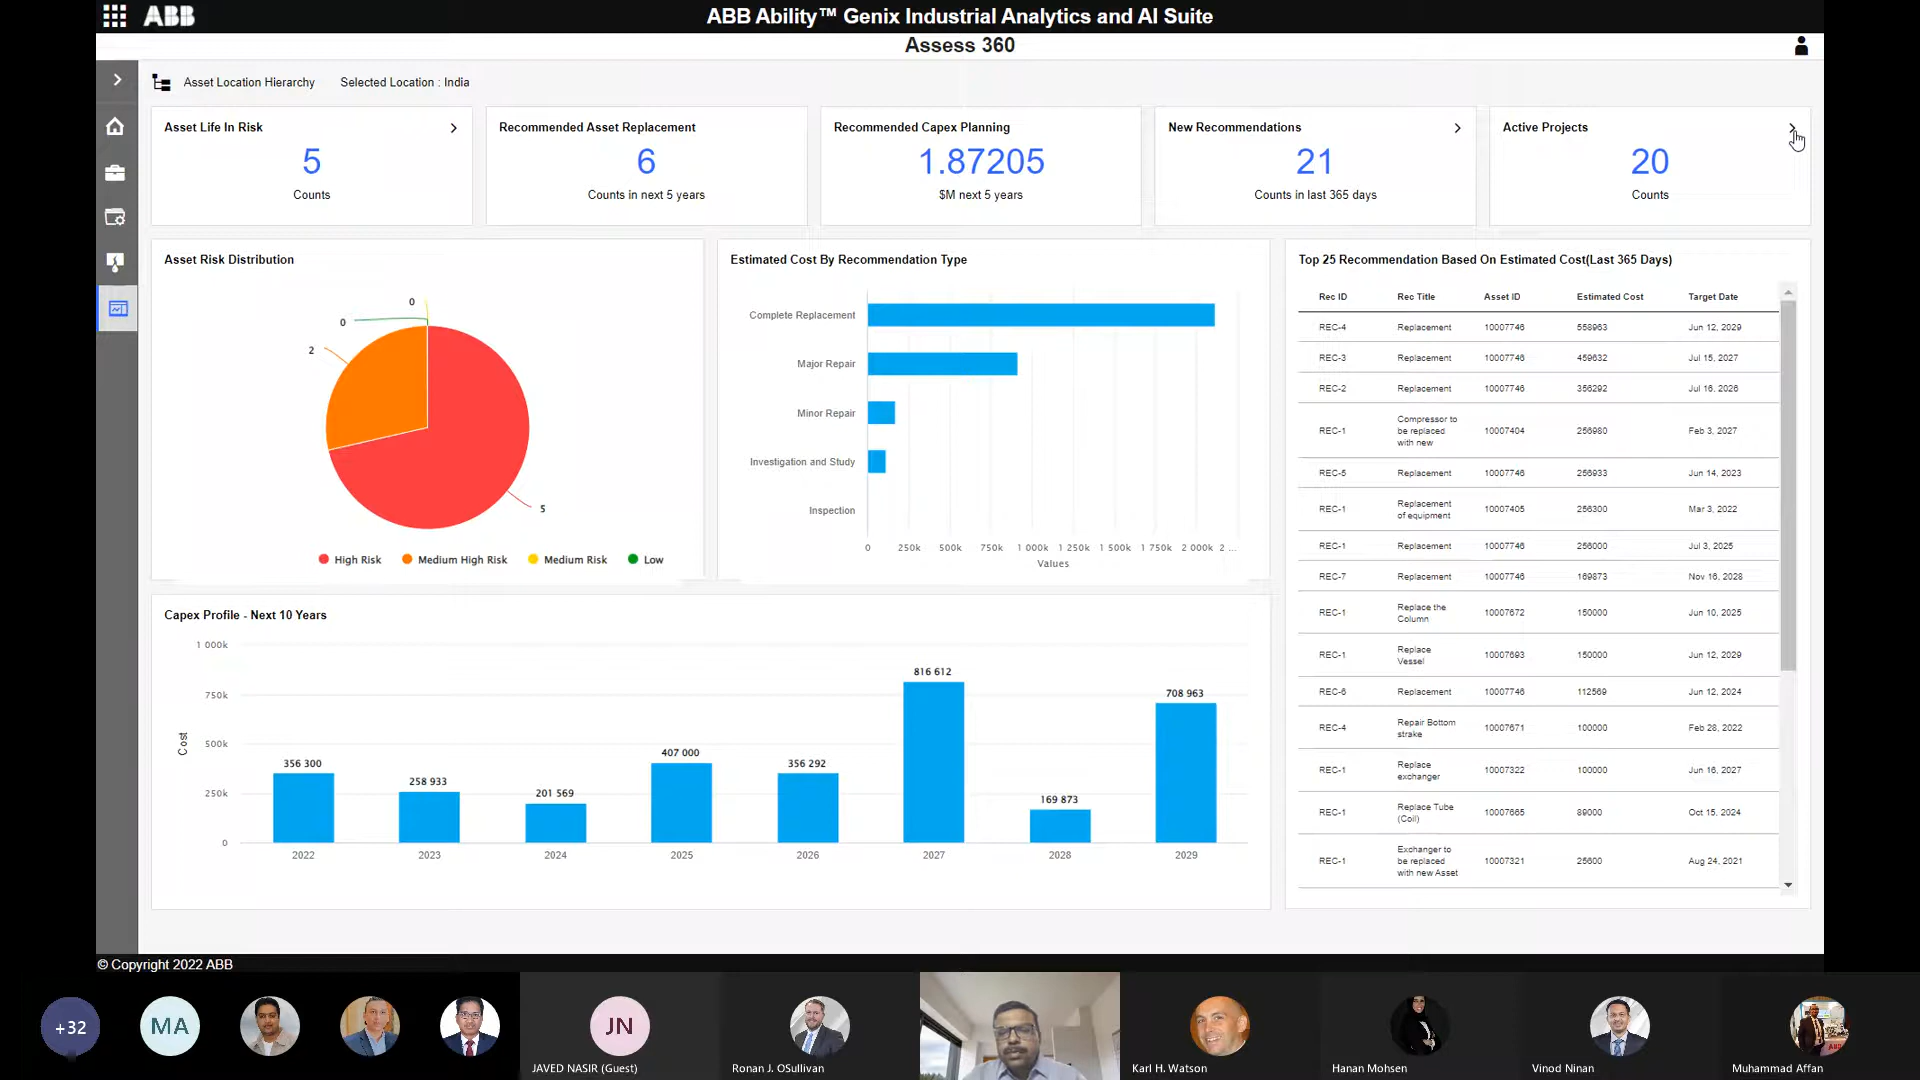 ABB
ABB Ability™ Genix Industrial Analytics and AI Suite
Assess 360
Asset Location Hierarchy
Selected Location : India
Asset Life In Risk
5
Counts
Recommended Asset Replacement
6
Counts in next 5 years
Recommended Capex Planning
1.87205
$M next 5 years
New Recommendations
21
Counts in last 365 days
Active Projects
20
Counts
Asset Risk Distribution
0
0
2
5
High Risk
Medium High Risk
Medium Risk
Low
Estimated Cost By Recommendation Type
Complete Replacement
Major Repair
Minor Repair
Investigation and Study
Inspection
0 250k 500k 750k 1 000k 1 250k 1 500k 1 750k 2 000k 2 ...
Values
Top 25 Recommendation Based On Estimated Cost(Last 365 Days)
Rec ID Rec Title Asset ID Estimated Cost Target Date
REC-4 Replacement 10007746 558963 Jun 12, 2029
REC-3 Replacement 10007746 459632 Jul 15, 2027
REC-2 Replacement 10007746 356292 Jul 16, 2026
Compressor to
REC-1 be replaced 10007404 256980 Feb 3, 2027
with new
REC-5 Replacement 10007746 256933 Jun 14, 2023
Replacement
REC-1 10007405 256300 Mar 3, 2022
of equipment
REC-1 Replacement 10007746 256000 Jul 3, 2025
REC-7 Replacement 10007746 169873 Nov 16, 2028
Replace the
REC-1 10007672 150000 Jun 10, 2025
Column
Replace
REC-1 10007693 150000 Jun 12, 2029
Vessel
REC-6 Replacement 10007746 112569 Jun 12, 2024
Repair Bottom
REC-4 10007671 100000 Feb 28, 2022
strake
Replace
REC-1 10007322 100000 Jun 16, 2027
exchanger
Replace Tube
REC-1 10007665 89000 Oct 15, 2024
(Coil)
Exchanger to
REC-1 be replaced 10007321 25600 Aug 24, 2021
with new Asset
Capex Profile - Next 10 Years
Cost
1 000k
750k
500k
250k
0
356 300
258 933
201 569
407 000
356 292
816 612
169 873
708 963
2022 2023 2024 2025 2026 2027 2028 2029
© Copyright 2022 ABB
+32
MA
JN
JAVED NASIR (Guest)
Ronan J. OSullivan
Karl H. Watson
Hanan Mohsen
Vinod Ninan
Muhammad Affan